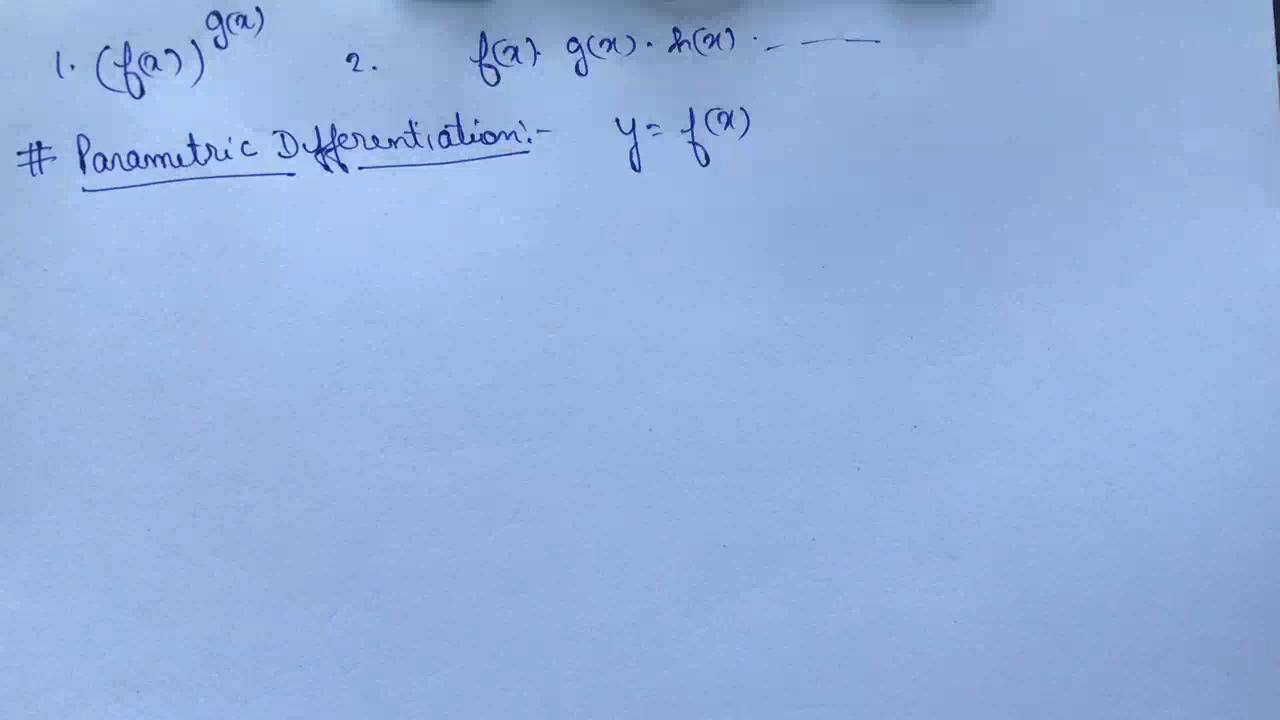 1. (f(x))^g(x) 2. f(x). g(x). h(x). - —
# Parametric Differentiation:- y = f(x)